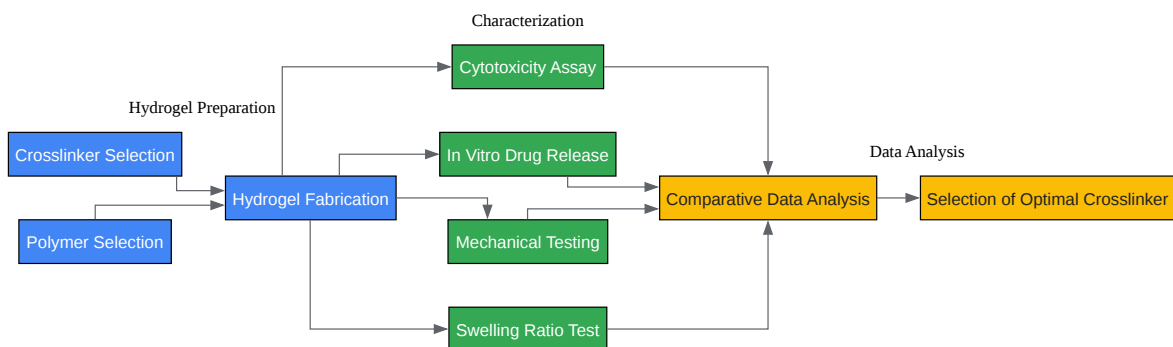 Characterization
Cytotoxicity Assay
Hydrogel Preparation
Crosslinker Selection
In Vitro Drug Release
Data Analysis
Hydrogel Fabrication
Comparative Data Analysis
Selection of Optimal Crosslinker
Polymer Selection
Mechanical Testing
Swelling Ratio Test